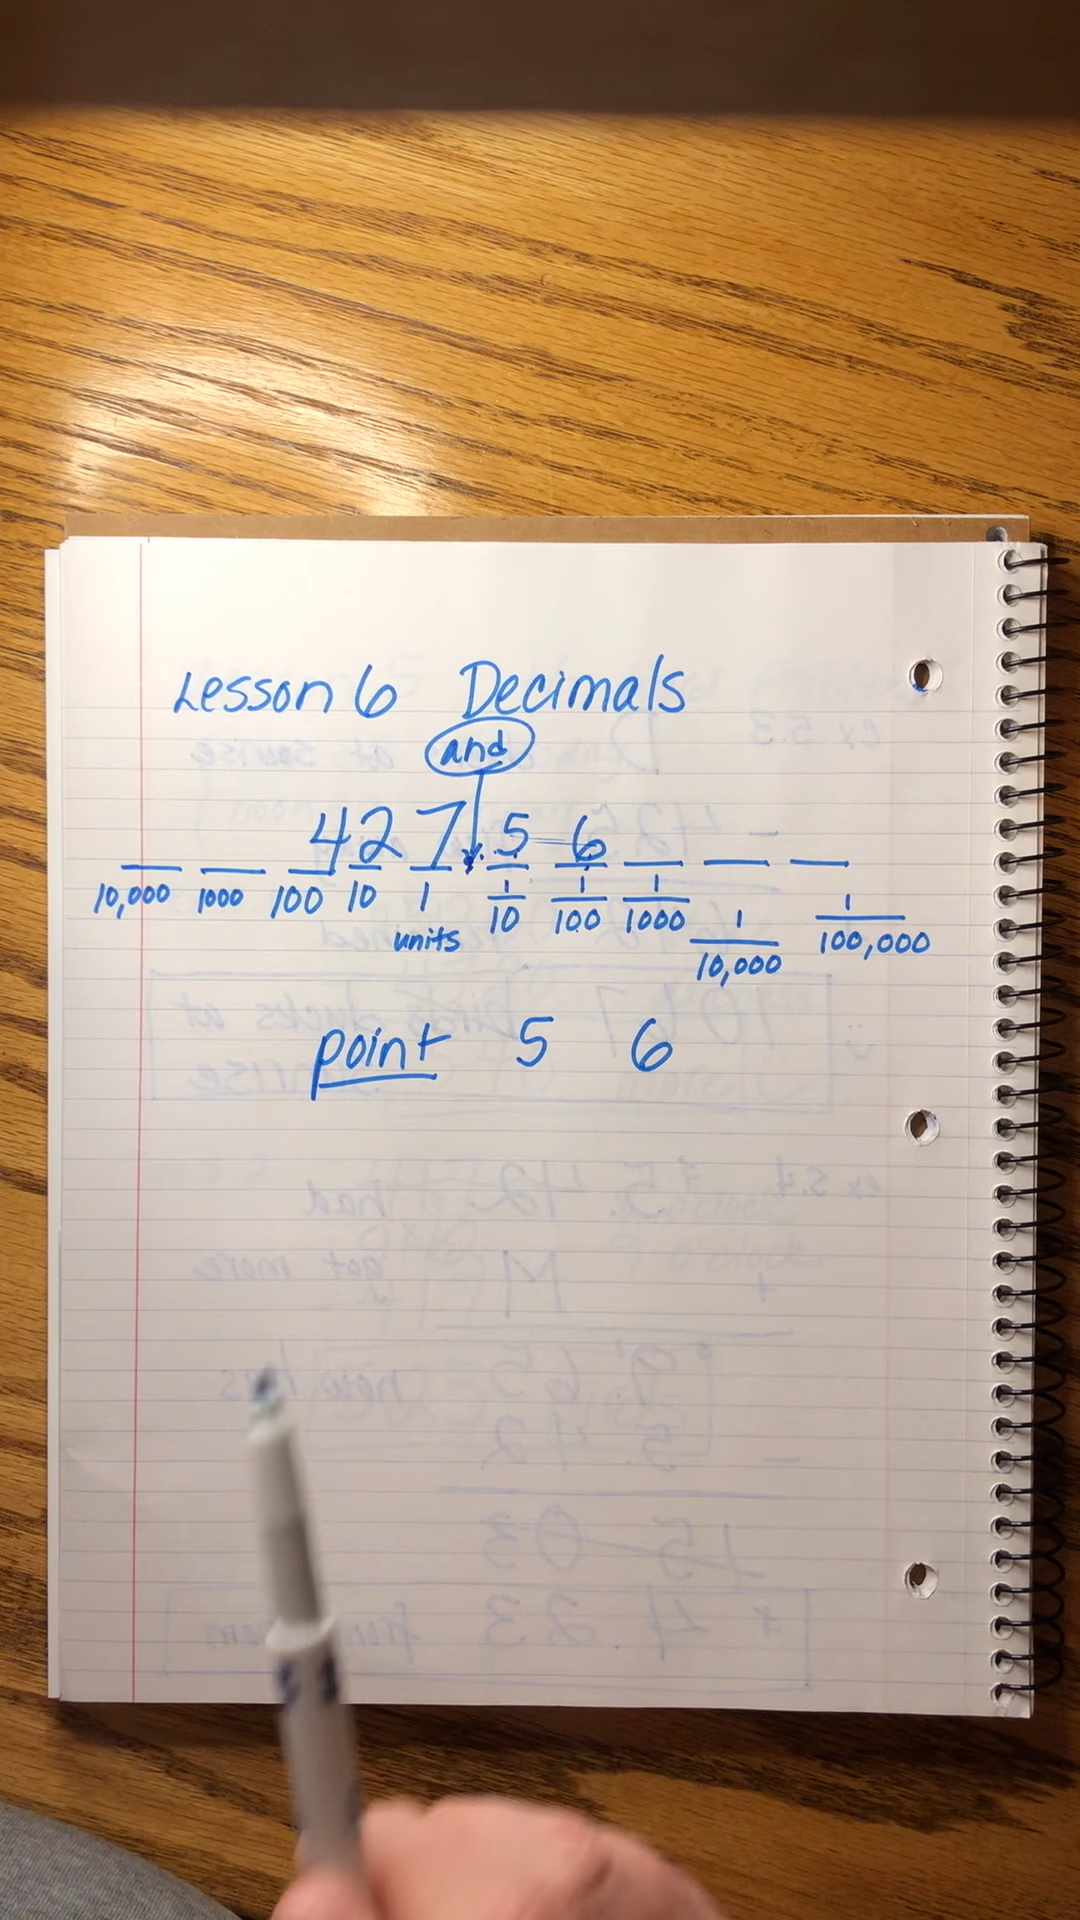 Lesson 6 Decimals
and
427.56
10,000 1000 100 10 1 1/10 1/100 1/1000 1/10,000 1/100,000
units
point 5 6